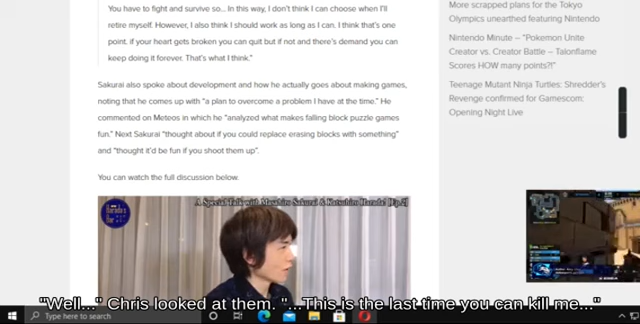 You have to fight and survive so... In this way, I don't think I can choose when I'll
retire myself. However, I also think I should work as long as I can. I think that's one
point. if your heart gets broken you can quit but if not and there's demand you can
keep doing it forever. That's what I think."
Sakurai also spoke about development and how he actually goes about making games,
noting that he comes up with "a plan to overcome a problem I have at the time." He
commented on Meteos in which he "analyzed what makes falling block puzzle games
fun." Next Sakurai "thought about if you could replace erasing blocks with something"
and "thought it'd be fun if you shoot them up".
You can watch the full discussion below.
A Special Talk with Masahiro Sakurai & Katsuhiro Harada! [Ep.2]
Harada's
Bar
More scrapped plans for the Tokyo
Olympics unearthed featuring Nintendo
Nintendo Minute – "Pokemon Unite
Creator vs. Creator Battle – Talonflame
Scores HOW many points?!"
Teenage Mutant Ninja Turtles: Shredder's
Revenge confirmed for Gamescom:
Opening Night Live
"Well..." Chris looked at them. "...This is the last time you can kill me..."
Type here to search